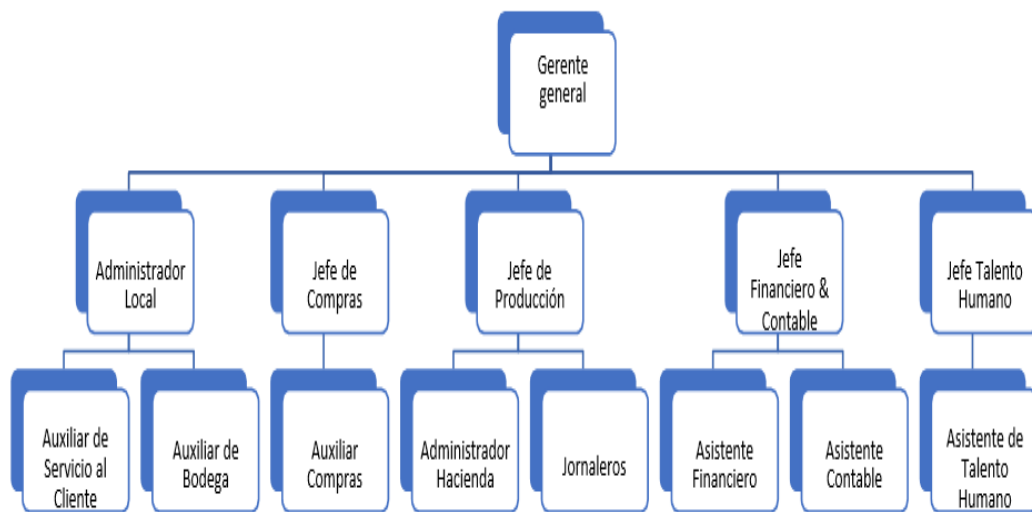 Gerente
general
Administrador
Local
Jefe de
Compras
Jefe de
Producción
Jefe
Financiero &
Contable
Jefe Talento
Humano
Auxiliar de
Servicio al
Cliente
Auxiliar de
Bodega
Auxiliar
Compras
Administrador
Hacienda
Jornaleros
Asistente
Financiero
Asistente
Contable
Asistente de
Talento
Humano